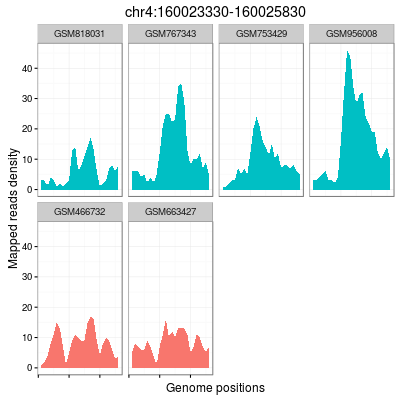 chr4:160023330-160025830
GSM818031 GSM767343 GSM753429 GSM956008
40
30
20
10
0
GSM466732 GSM663427
40
30
20
10
0
Mapped reads density
Genome positions